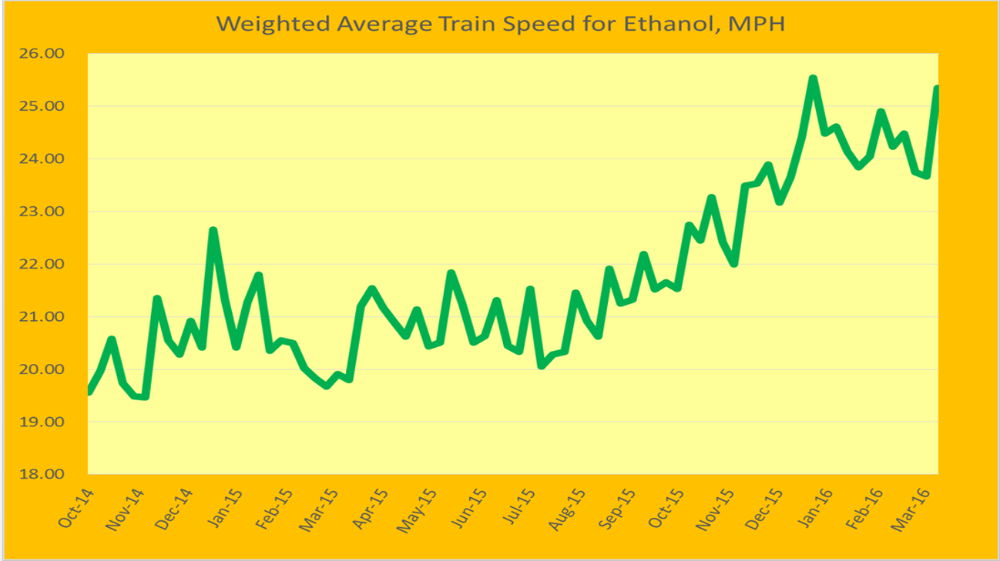 Weighted Average Train Speed for Ethanol, MPH
26.00
25.00
24.00
23.00
22.00
21.00
20.00
19.00
18.00
Oct-14
Nov-14
Dec-14
Jan-15
Feb-15
Mar-15
Apr-15
May-15
Jun-15
Jul-15
Aug-15
Sep-15
Oct-15
Nov-15
Dec-15
Jan-16
Feb-16
Mar-16